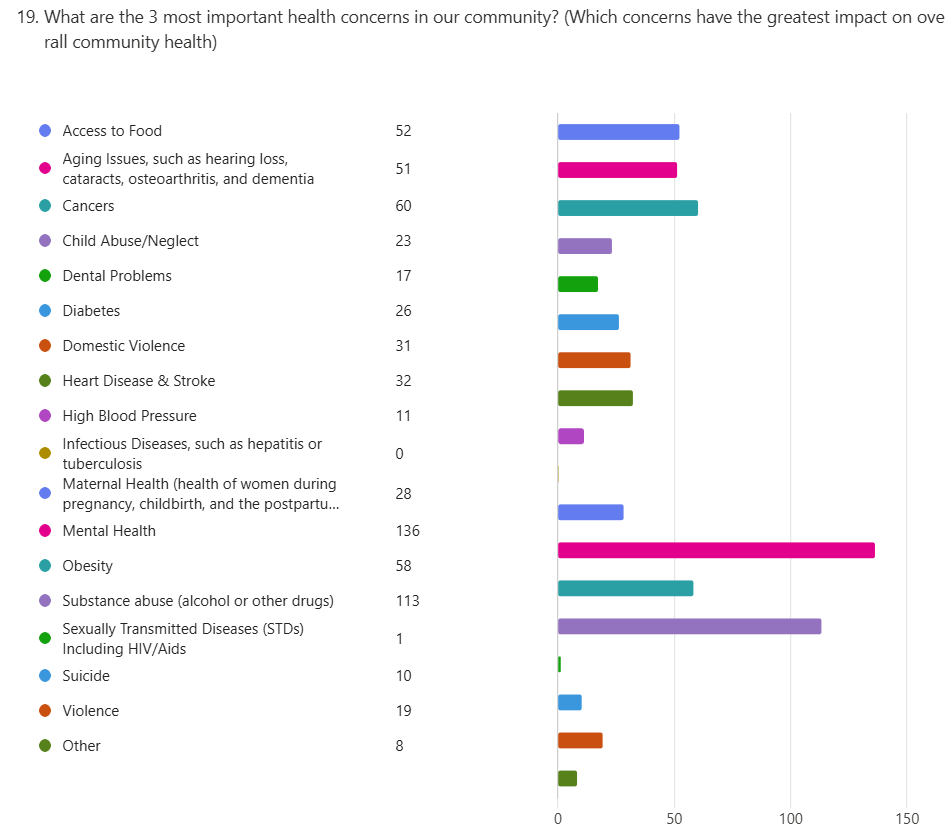 19. What are the 3 most important health concerns in our community? (Which concerns have the greatest impact on ove
rall community health)
Access to Food 52
Aging Issues, such as hearing loss,
cataracts, osteoarthritis, and dementia 51
Cancers 60
Child Abuse/Neglect 23
Dental Problems 17
Diabetes 26
Domestic Violence 31
Heart Disease & Stroke 32
High Blood Pressure 11
Infectious Diseases, such as hepatitis or
tuberculosis 0
Maternal Health (health of women during
pregnancy, childbirth, and the postpartu... 28
Mental Health 136
Obesity 58
Substance abuse (alcohol or other drugs) 113
Sexually Transmitted Diseases (STDs)
Including HIV/Aids 1
Suicide 10
Violence 19
Other 8
0 50 100 150